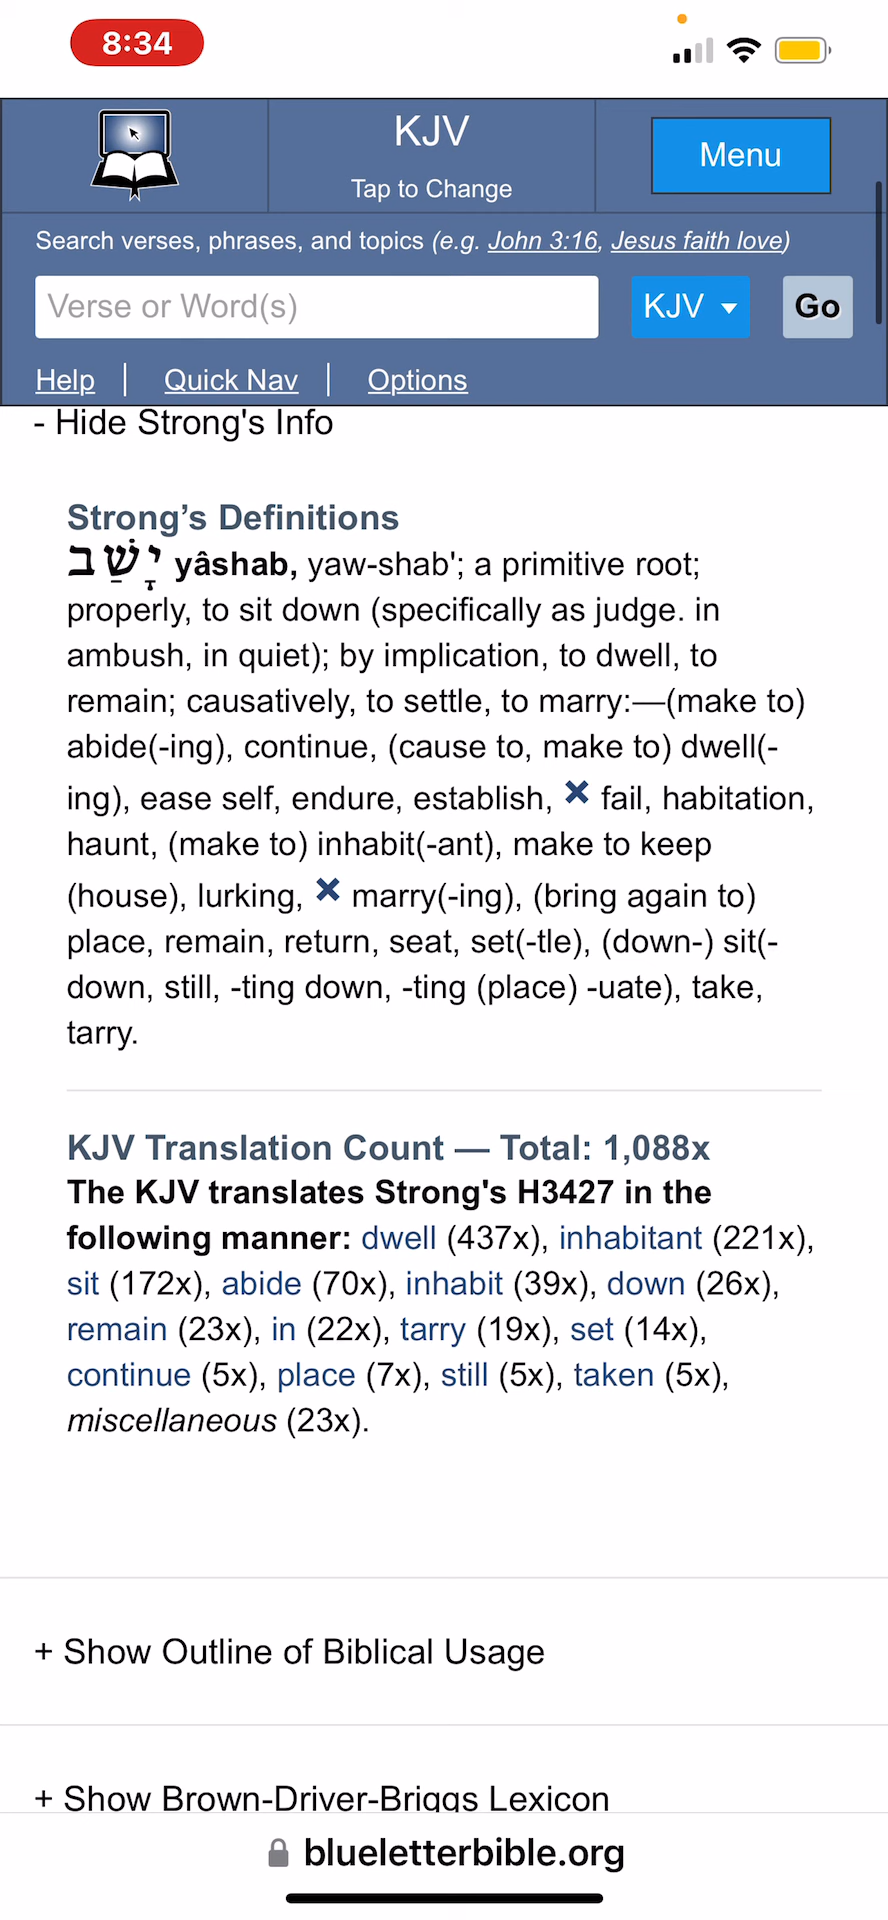 8:34
KJV
Tap to Change
Menu
Search verses, phrases, and topics (e.g. John 3:16, Jesus faith love)
Verse or Word(s)
KJV
Go
Help | Quick Nav | Options
- Hide Strong's Info
Strong’s Definitions
יָשַׁב yâshab, yaw-shab'; a primitive root;
properly, to sit down (specifically as judge. in
ambush, in quiet); by implication, to dwell, to
remain; causatively, to settle, to marry:—(make to)
abide(-ing), continue, (cause to, make to) dwell(-
ing), ease self, endure, establish, × fail, habitation,
haunt, (make to) inhabit(-ant), make to keep
(house), lurking, × marry(-ing), (bring again to)
place, remain, return, seat, set(-tle), (down-) sit(-
down, still, -ting down, -ting (place) -uate), take,
tarry.
KJV Translation Count — Total: 1,088x
The KJV translates Strong's H3427 in the
following manner: dwell (437x), inhabitant (221x),
sit (172x), abide (70x), inhabit (39x), down (26x),
remain (23x), in (22x), tarry (19x), set (14x),
continue (5x), place (7x), still (5x), taken (5x),
miscellaneous (23x).
+ Show Outline of Biblical Usage
+ Show Brown-Driver-Briggs Lexicon
blueletterbible.org